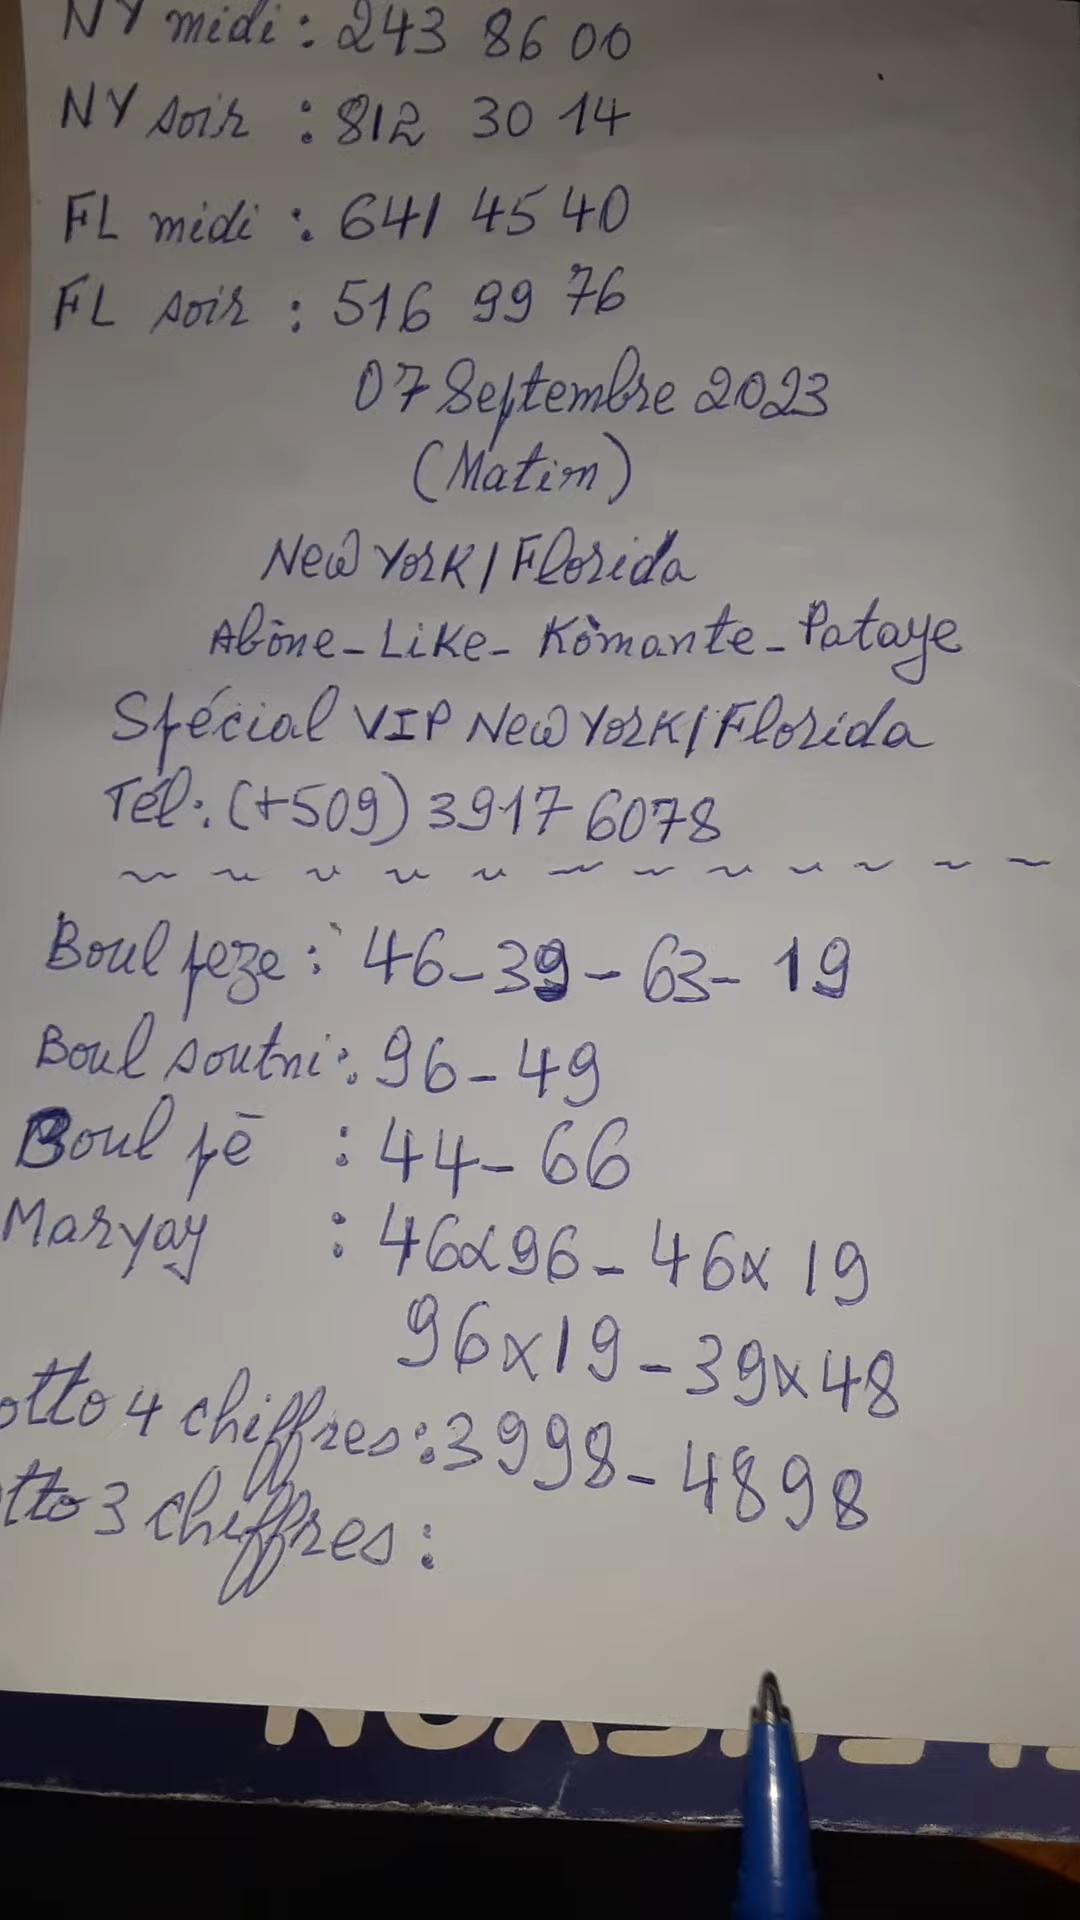 NY midi : 243 86 00
NY soir : 812 30 14
FL midi : 641 45 40
FL soir : 516 99 76
07 Septembre 2023
(Matin)
New York / Florida
Abòne - Like - Kòmante - Pataje
Spécial VIP New York / Florida
Tél : (+509) 3917 6078
Boul peze : 46 - 39 - 63 - 19
Boul soutni : 96 - 49
Boul pè : 44 - 66
Maryaj : 46x96 - 46x19
96x19 - 39x48
otto 4 chiffres : 3998 - 4898
tto 3 chiffres :